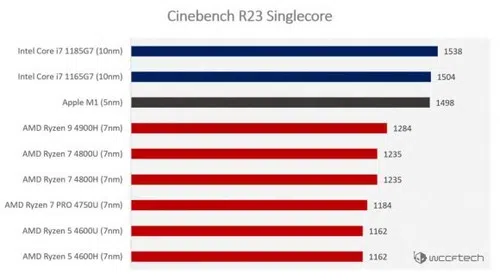 Cinebench R23 Singlecore
Intel Core i7 1185G7 (10nm) 1538
Intel Core i7 1165G7 (10nm) 1504
Apple M1 (5nm) 1498
AMD Ryzen 9 4900H (7nm) 1284
AMD Ryzen 7 4800U (7nm) 1235
AMD Ryzen 7 4800H (7nm) 1235
AMD Ryzen 7 PRO 4750U (7nm) 1184
AMD Ryzen 5 4600U (7nm) 1162
AMD Ryzen 5 4600H (7nm) 1162
wccftech